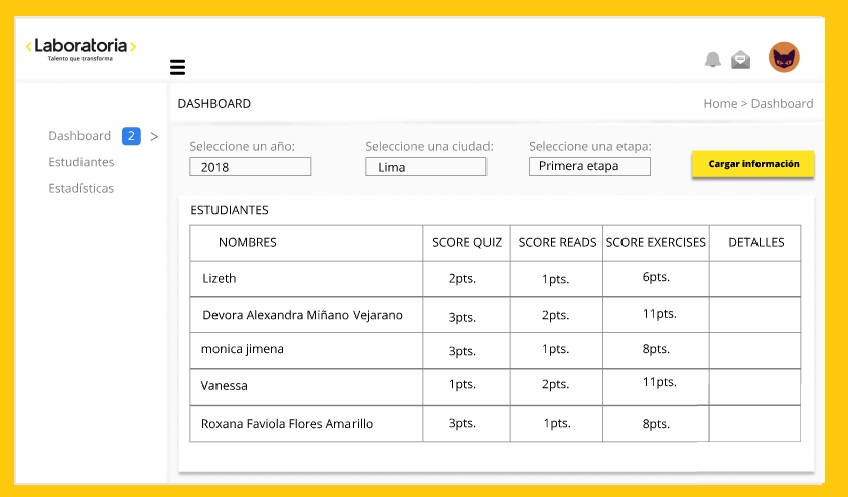 <Laboratoria>
Talento que transforma
DASHBOARD
Home > Dashboard
Dashboard 2 >
Estudiantes
Estadísticas
Seleccione un año: Seleccione una ciudad: Seleccione una etapa:
2018 Lima Primera etapa
Cargar información
ESTUDIANTES
NOMBRES SCORE QUIZ SCORE READS SCORE EXERCISES DETALLES
Lizeth 2pts. 1pts. 6pts.
Devora Alexandra Miñano Vejarano 3pts. 2pts. 11pts.
monica jimena 3pts. 1pts. 8pts.
Vanessa 1pts. 2pts. 11pts.
Roxana Faviola Flores Amarillo 3pts. 1pts. 8pts.